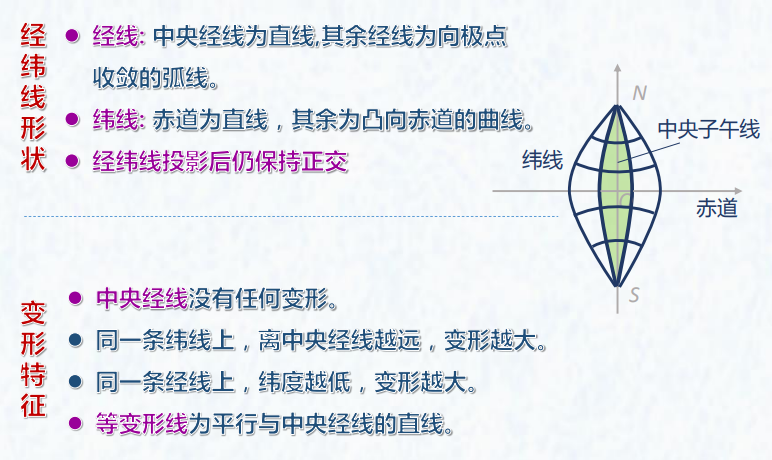 经纬线形状
经线: 中央经线为直线,其余经线为向极点
收敛的弧线。
纬线: 赤道为直线，其余为凸向赤道的曲线。
经纬线投影后仍保持正交
N
中央子午线
纬线
O
赤道
S
变形特征
中央经线没有任何变形。
同一条纬线上，离中央经线越远，变形越大。
同一条经线上，纬度越低，变形越大。
等变形线为平行与中央经线的直线。